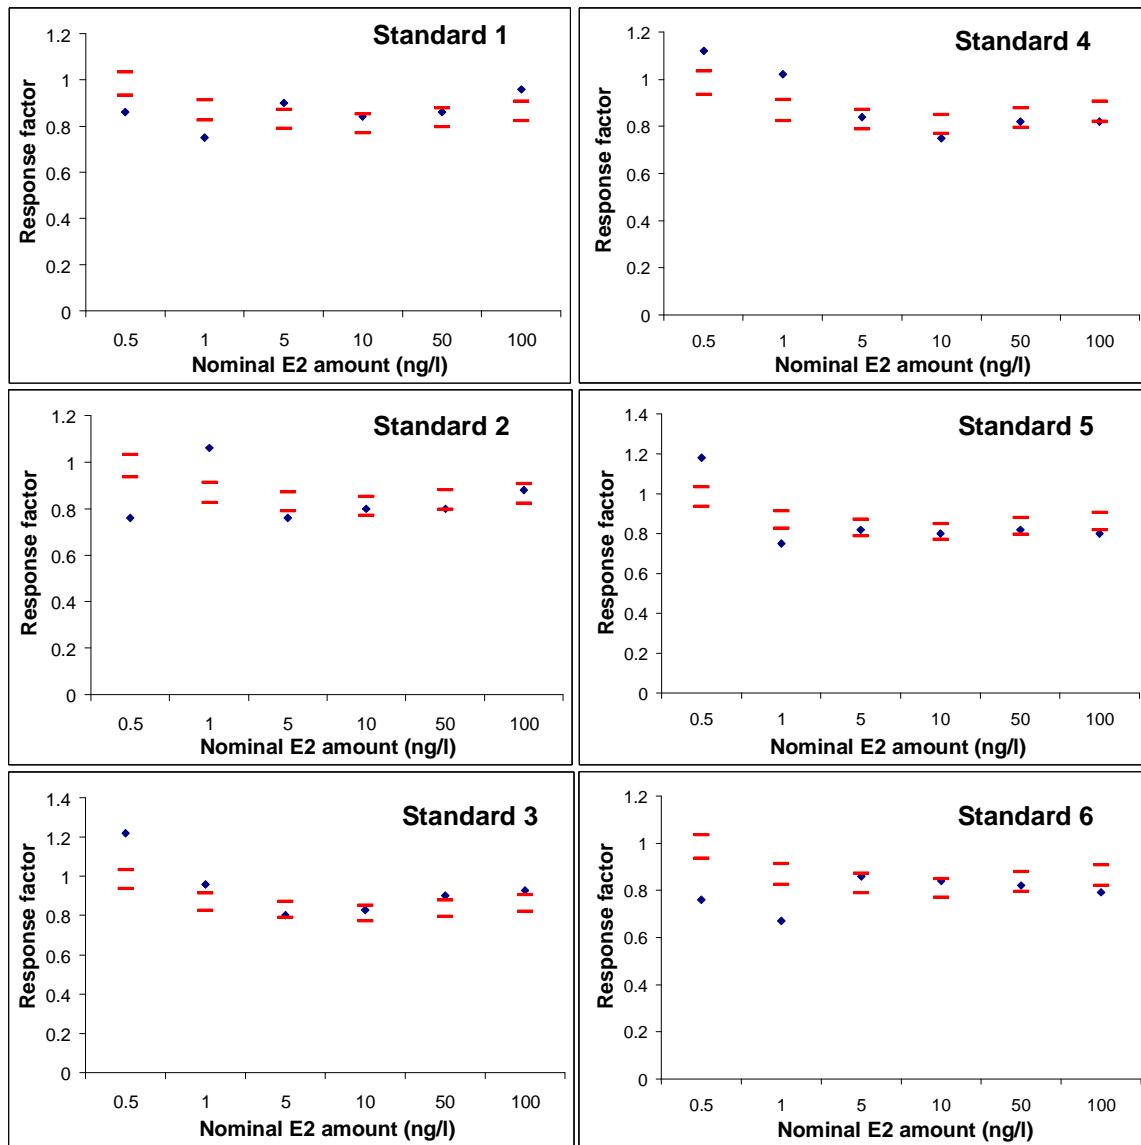 Standard 1
1.2
1
0.8
0.6
0.4
0.2
0
Response factor
0.5 1 5 10 50 100
Nominal E2 amount (ng/l)
Standard 4
1.2
1
0.8
0.6
0.4
0.2
0
Response factor
0.5 1 5 10 50 100
Nominal E2 amount (ng/l)
Standard 2
1.2
1
0.8
0.6
0.4
0.2
0
Response factor
0.5 1 5 10 50 100
Nominal E2 amount (ng/l)
Standard 5
1.4
1.2
1
0.8
0.6
0.4
0.2
0
Response factor
0.5 1 5 10 50 100
Nominal E2 amount (ng/l)
Standard 3
1.4
1.2
1
0.8
0.6
0.4
0.2
0
Response factor
0.5 1 5 10 50 100
Nominal E2 amount (ng/l)
Standard 6
1.2
1
0.8
0.6
0.4
0.2
0
Response factor
0.5 1 5 10 50 100
Nominal E2 amount (ng/l)